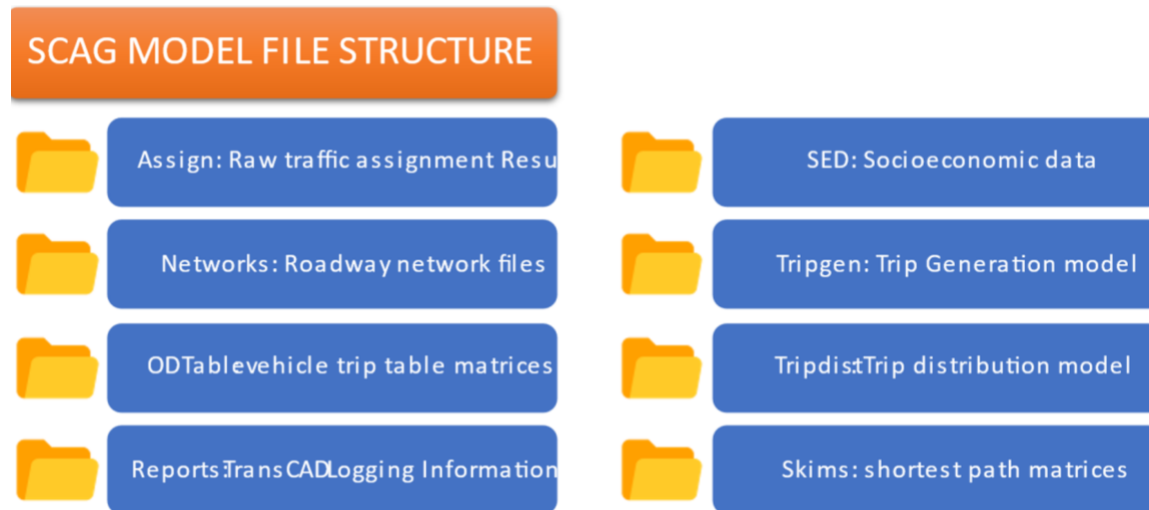 SCAG MODEL FILE STRUCTURE
Assign: Raw traffic assignment Resu
SED: Socioeconomic data
Networks: Roadway network files
Tripgen: Trip Generation model
ODTablevehicle trip table matrices
Tripdist:Trip distribution model
Reports:TransCADLogging Information
Skims: shortest path matrices